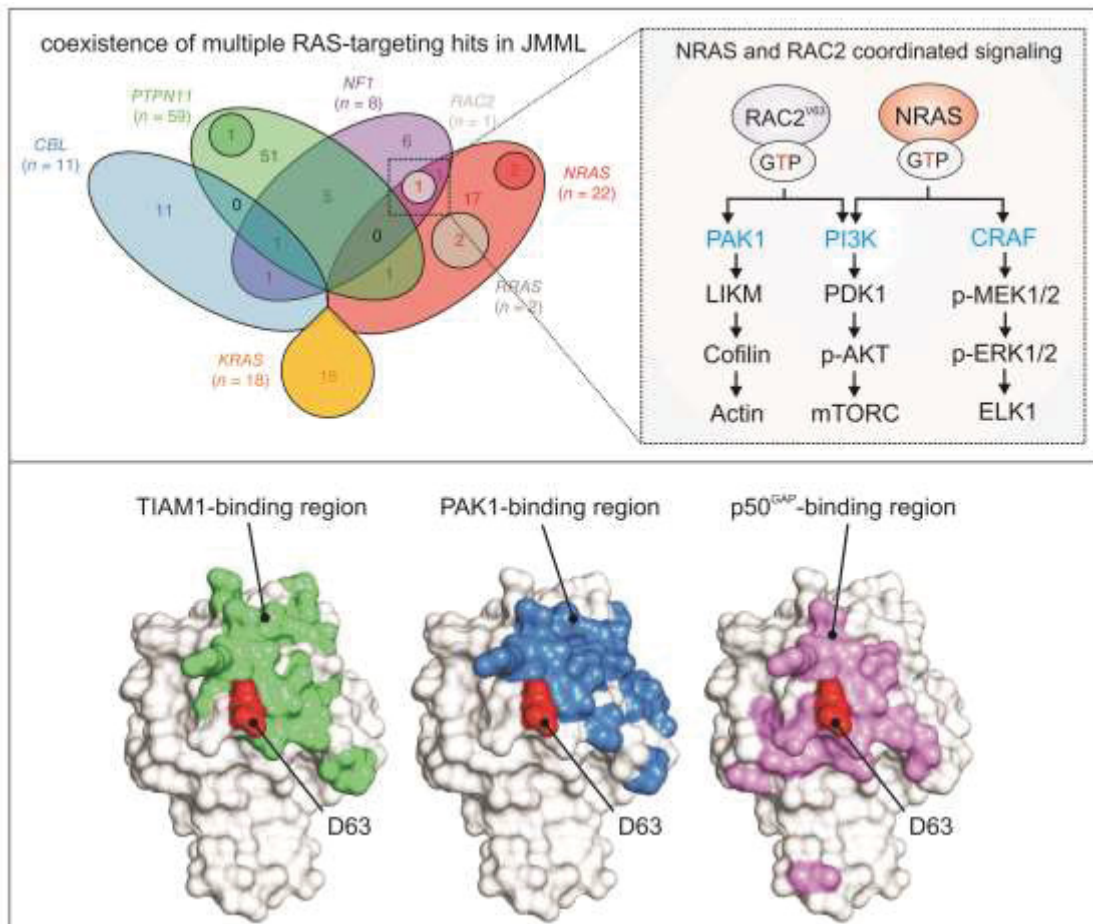 coexistence of multiple RAS-targeting hits in JMML
PTPN11
(n = 59)
NF1
(n = 8)
RAC2
(n = 1)
CBL
(n = 11)
NRAS
(n = 22)
1
51
6
2
11
0
5
1
17
1
0
2
1
1
RRAS
(n = 2)
KRAS
(n = 18)
18
NRAS and RAC2 coordinated signaling
RAC2V63
NRAS
GTP
GTP
PAK1
PI3K
CRAF
LIKM
PDK1
p-MEK1/2
Cofilin
p-AKT
p-ERK1/2
Actin
mTORC
ELK1
TIAM1-binding region
PAK1-binding region
p50GAP-binding region
D63
D63
D63